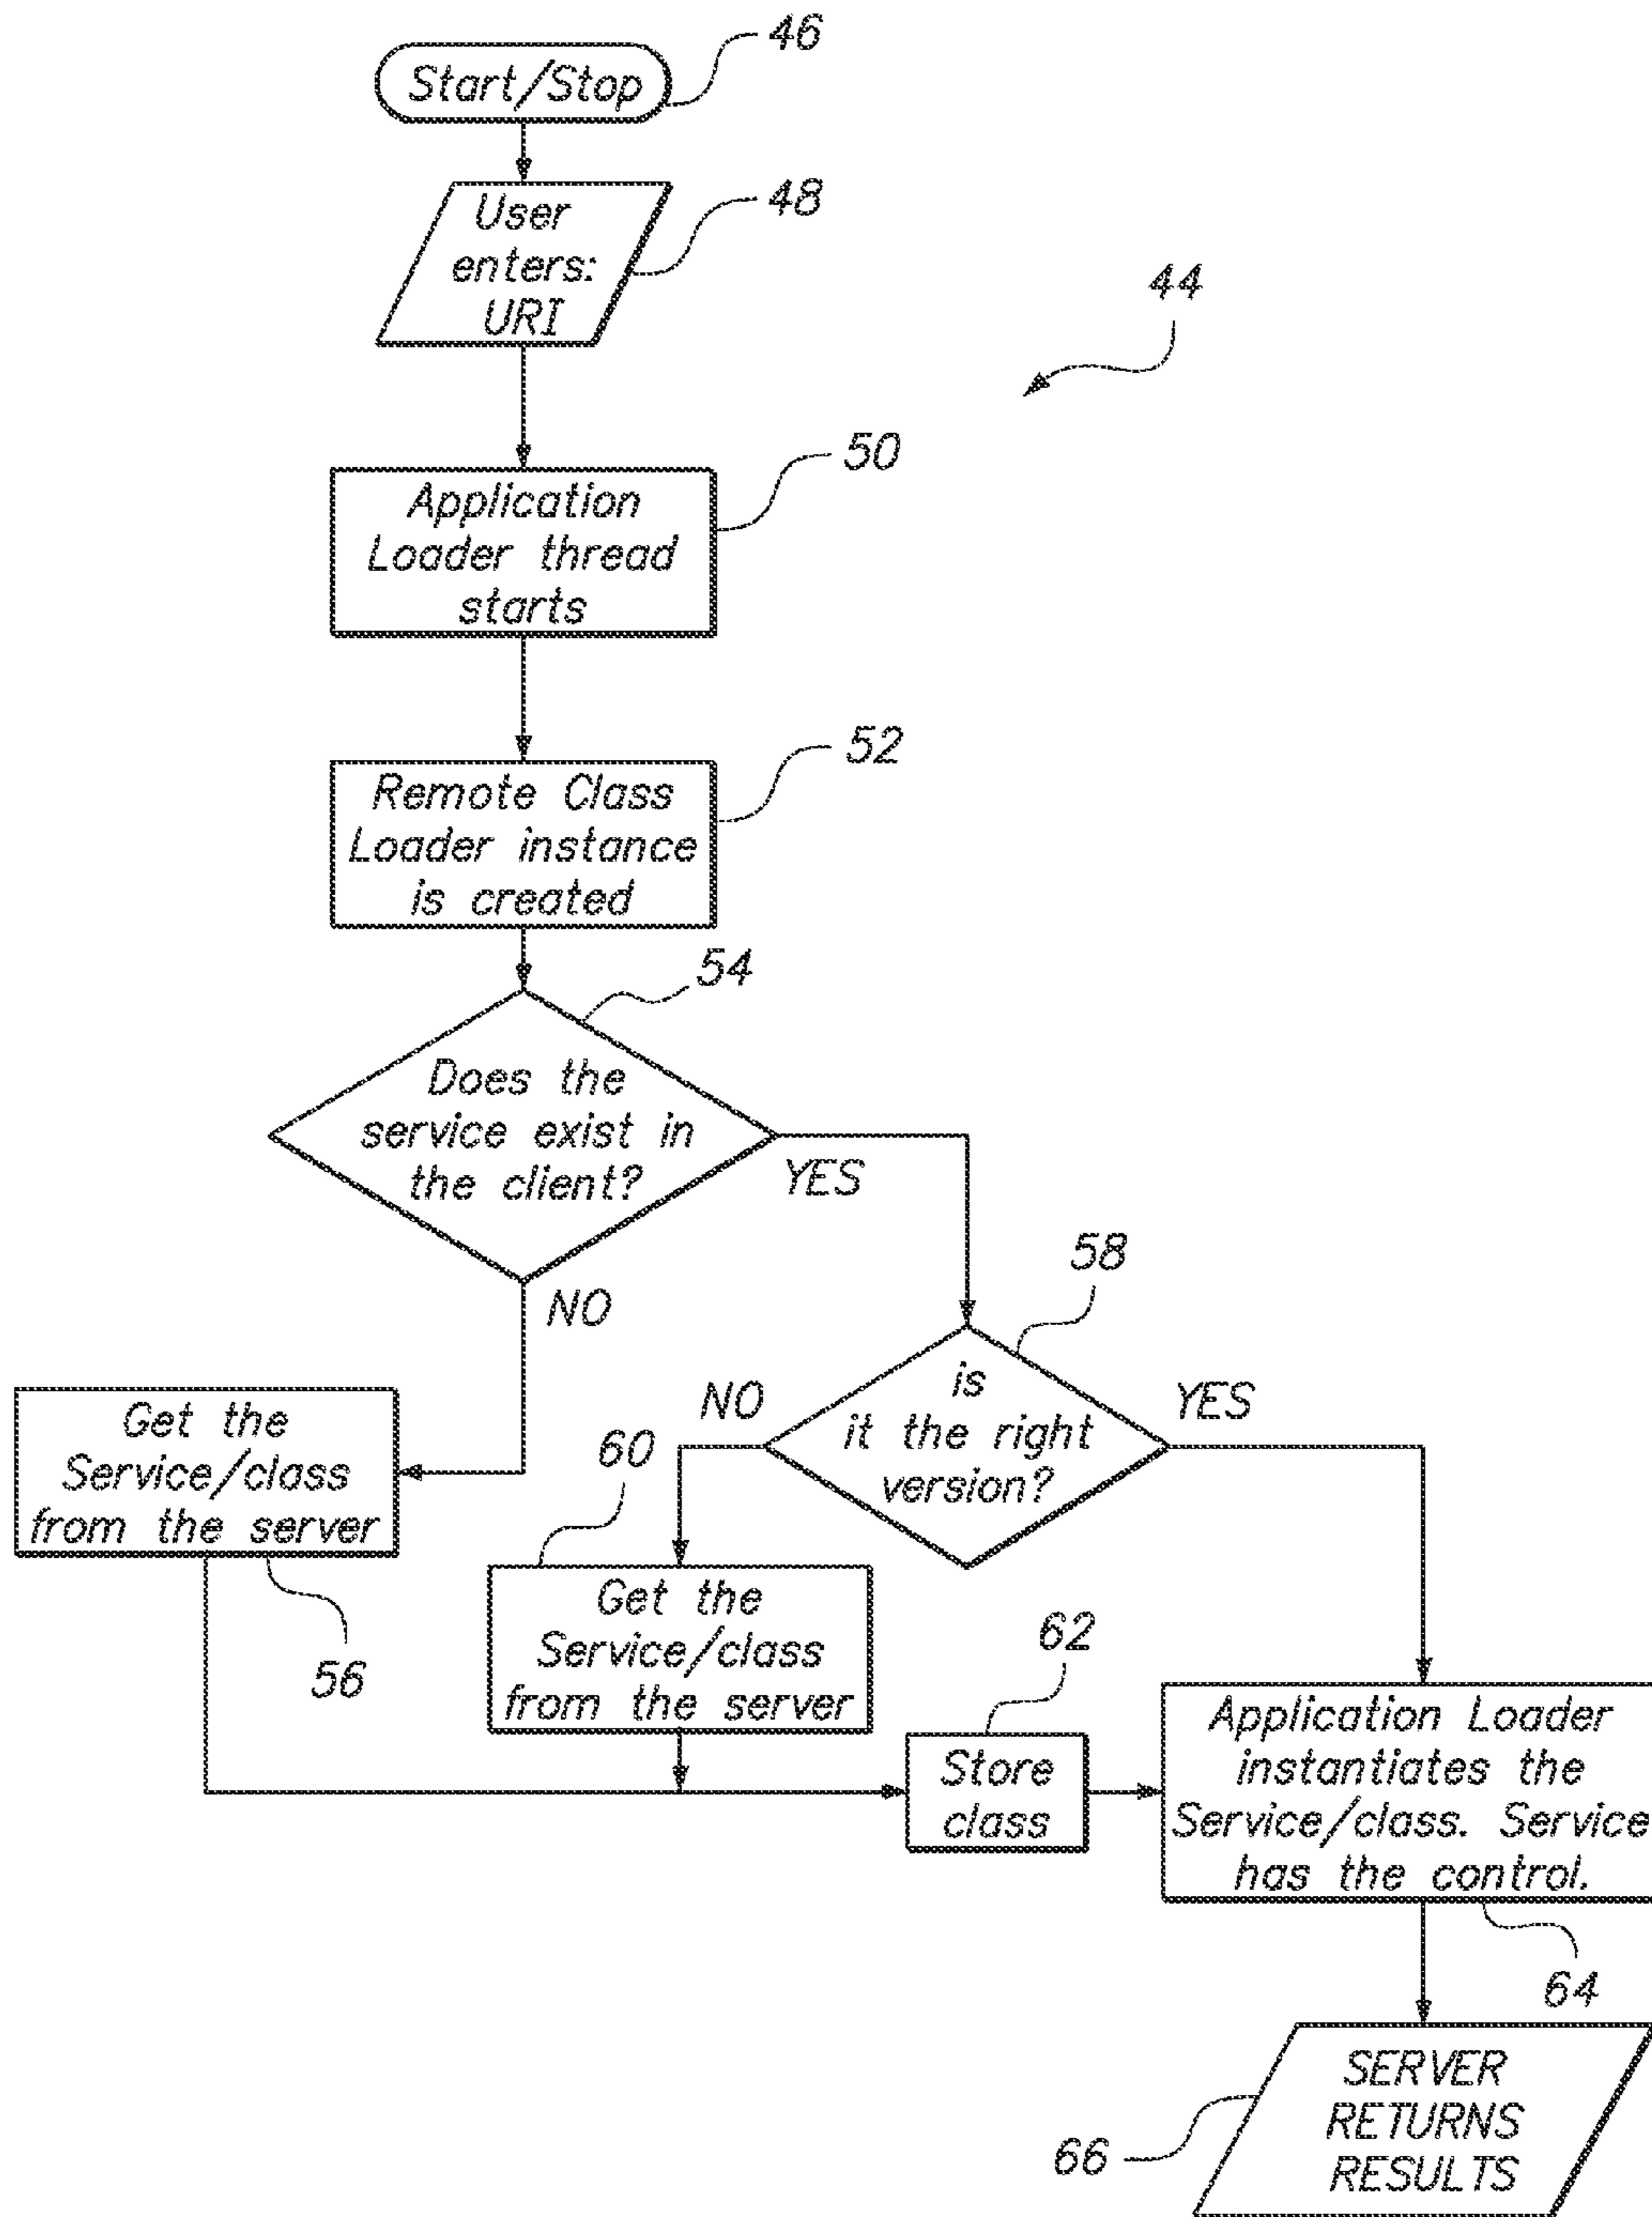 46
Start/Stop
48
User
enters:
URI
44
50
Application
Loader thread
starts
52
Remote Class
Loader instance
is created
54
Does the
service exist in
the client?
YES
NO
58
is
it the right
version?
NO
YES
Get the
Service/class
from the server
56
60
Get the
Service/class
from the server
62
Store
class
Application Loader
instantiates the
Service/class. Service
has the control.
64
SERVER
RETURNS
RESULTS
66